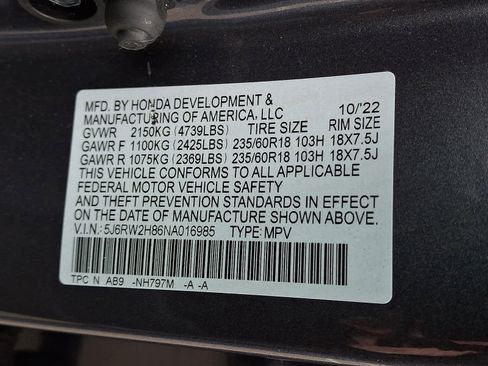 MFD. BY HONDA DEVELOPMENT &
MANUFACTURING OF AMERICA, LLC 10/'22
GVWR 2150KG (4739LBS) TIRE SIZE RIM SIZE
GAWR F 1100KG (2425LBS) 235/60R18 103H 18X7.5J
GAWR R 1075KG (2369LBS) 235/60R18 103H 18X7.5J
THIS VEHICLE CONFORMS TO ALL APPLICABLE
FEDERAL MOTOR VEHICLE SAFETY
AND THEFT PREVENTION STANDARDS IN EFFECT
ON THE DATE OF MANUFACTURE SHOWN ABOVE.
V.I.N.: 5J6RW2H86NA016985 TYPE: MPV
TPC N AB9 -NH797M -A -A